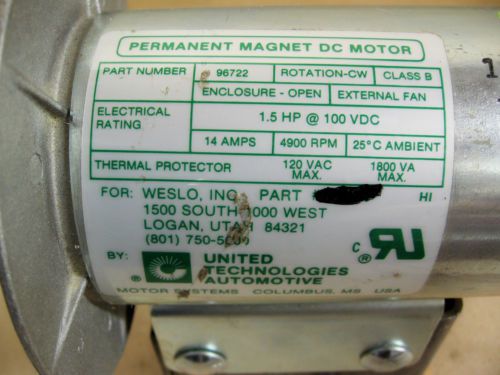 PERMANENT MAGNET DC MOTOR
PART NUMBER 96722 ROTATION-CW CLASS B
ENCLOSURE - OPEN EXTERNAL FAN
ELECTRICAL RATING 1.5 HP @ 100 VDC
14 AMPS 4900 RPM 25°C AMBIENT
THERMAL PROTECTOR 120 VAC MAX. 1800 VA MAX.
FOR: WESLO, INC. PART HI
1500 SOUTH 1000 WEST
LOGAN, UTAH 84321
(801) 750-5000
C RU ®
BY: UNITED
TECHNOLOGIES
® AUTOMOTIVE
MOTOR SYSTEMS COLUMBUS, MS USA
1